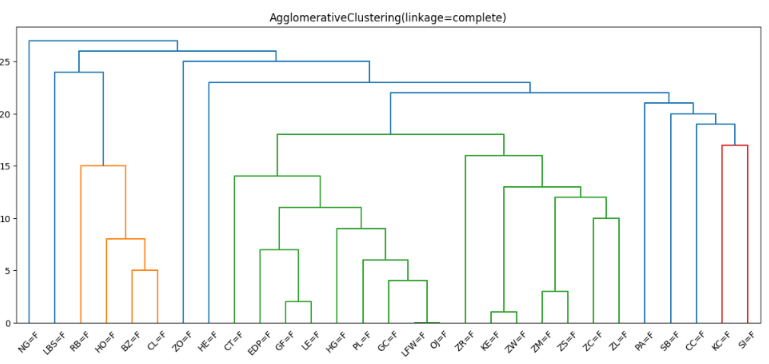 AgglomerativeClustering(linkage=complete)
25
20
15
10
5
0
NG=F
LBS=F
RB=F
HO=F
BZ=F
CL=F
ZO=F
HE=F
CT=F
EDP=F
GF=F
LE=F
HG=F
PL=F
GC=F
LFW=F
OJ=F
ZR=F
KE=F
ZW=F
ZM=F
ZS=F
ZC=F
ZL=F
PA=F
SB=F
CC=F
KC=F
SI=F